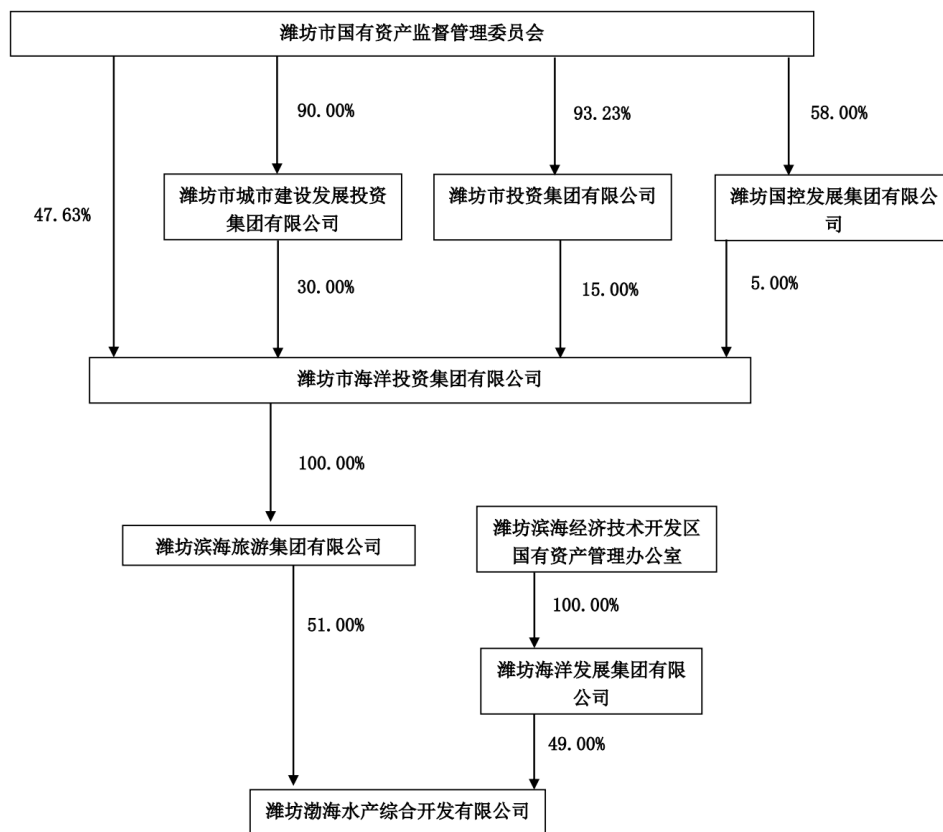 潍坊市国有资产监督管理委员会
90.00%
93.23%
58.00%
47.63%
潍坊市城市建设发展投资
集团有限公司
潍坊市投资集团有限公司
潍坊国控发展集团有限公
司
30.00%
15.00%
5.00%
潍坊市海洋投资集团有限公司
100.00%
潍坊滨海旅游集团有限公司
潍坊滨海经济技术开发区
国有资产管理办公室
51.00%
100.00%
潍坊海洋发展集团有限
公司
49.00%
潍坊渤海水产综合开发有限公司